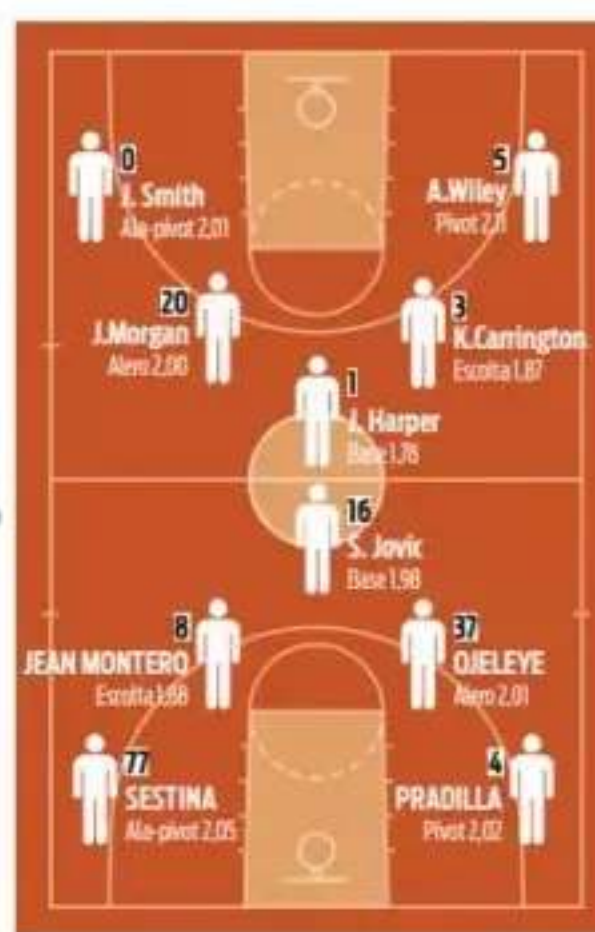 0
J. Smith
Ala-pivot 2,01
5
A.Wiley
Pivot 2,11
20
J.Morgan
Alero 2,00
3
K.Carrington
Escolta 1,87
1
J. Harper
Base 1,78
16
S. Jovic
Base 1,98
8
JEAN MONTERO
Escolta 1,88
37
OJELEYE
Alero 2,01
77
SESTINA
Ala-pivot 2,05
4
PRADILLA
Pivot 2,02